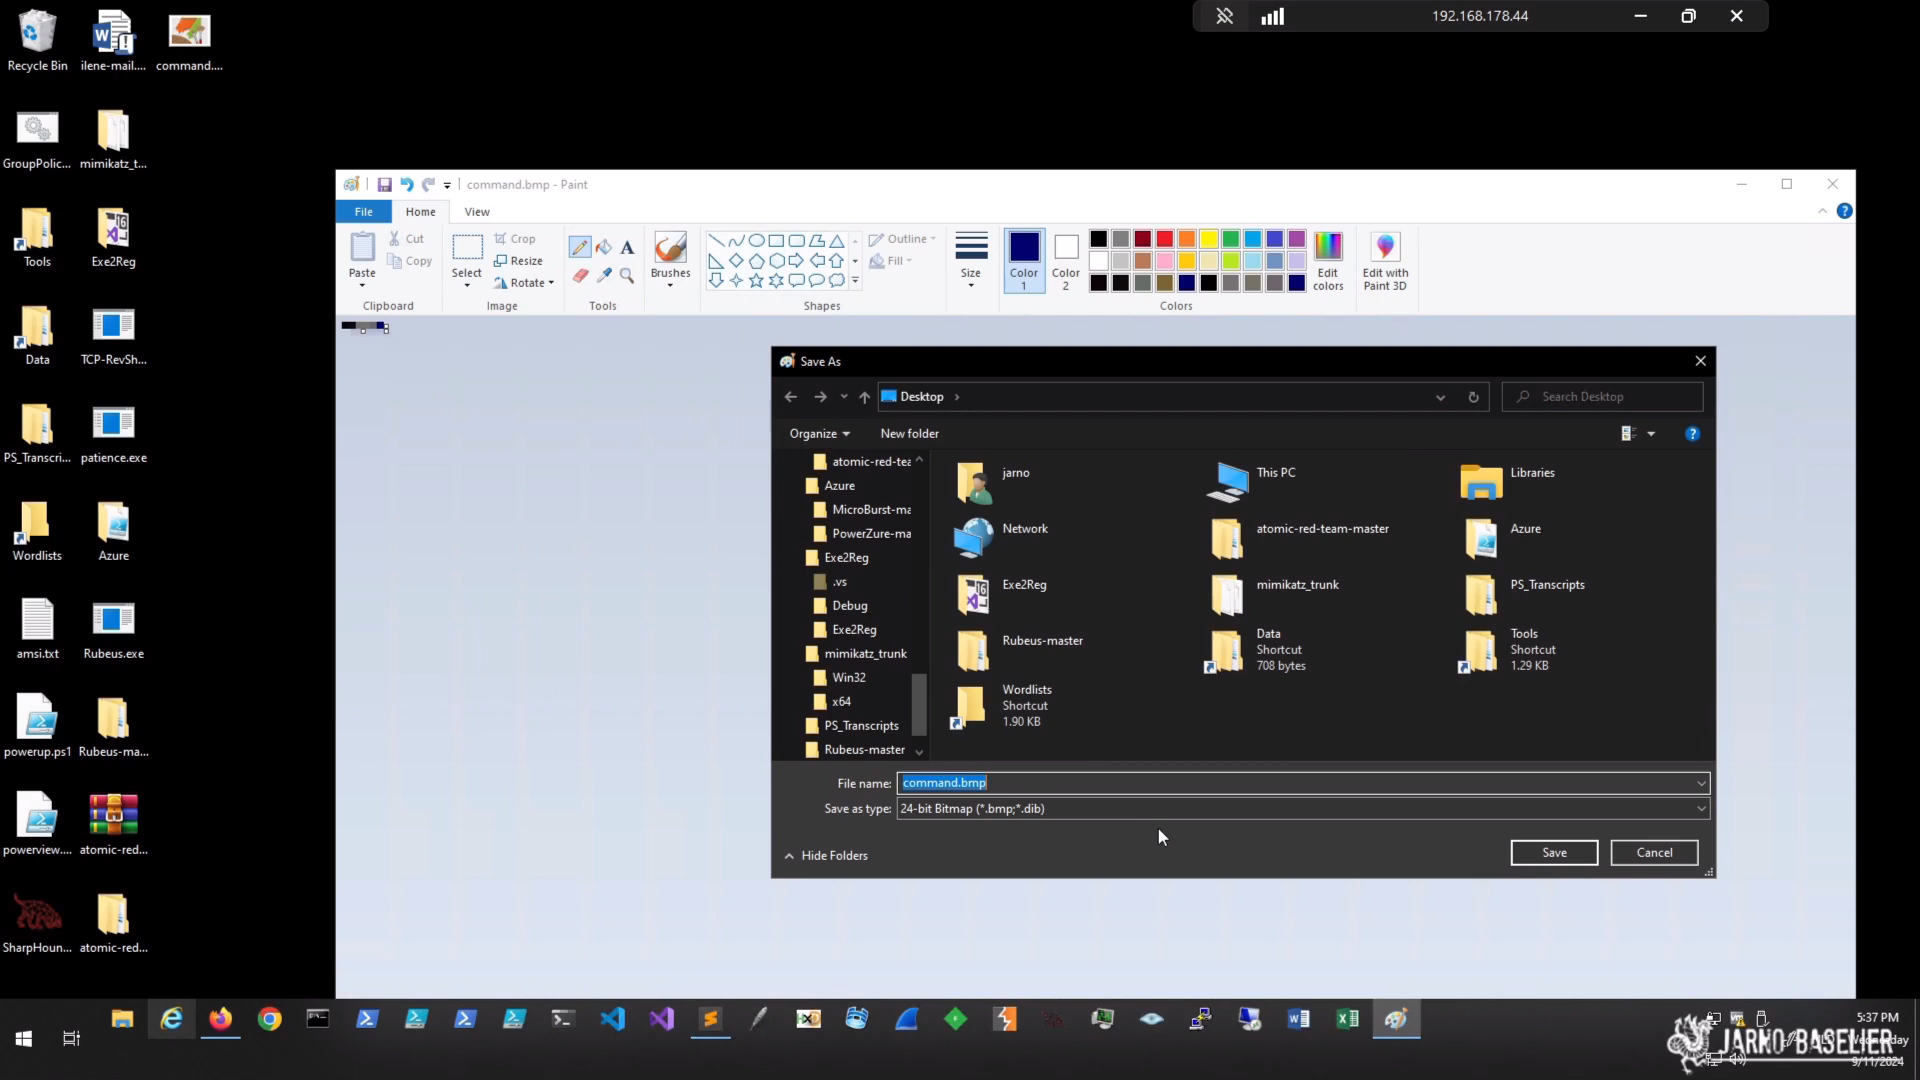 192.168.178.44
Recycle Bin
ilene-mail....
command....
GroupPolic...
mimikatz_t...
Tools
Exe2Reg
Data
TCP-RevSh...
PS_Transcri...
patience.exe
Wordlists
Azure
amsi.txt
Rubeus.exe
powerup.ps1
Rubeus-ma...
powerview....
atomic-red...
SharpHoun...
atomic-red...
command.bmp - Paint
File
Home
View
Paste
Cut
Copy
Clipboard
Select
Crop
Resize
Rotate
Image
A
Tools
Brushes
Outline
Fill
Shapes
Size
Color
1
Color
2
Edit
colors
Colors
Edit with
Paint 3D
Save As
Desktop
Search Desktop
Organize
New folder
atomic-red-tea
Azure
MicroBurst-ma
PowerZure-ma
Exe2Reg
.vs
Debug
Exe2Reg
mimikatz_trunk
Win32
x64
PS_Transcripts
Rubeus-master
jarno
This PC
Libraries
Network
atomic-red-team-master
Azure
Exe2Reg
mimikatz_trunk
PS_Transcripts
Rubeus-master
Data
Shortcut
708 bytes
Tools
Shortcut
1.29 KB
Wordlists
Shortcut
1.90 KB
File name:
command.bmp
Save as type:
24-bit Bitmap (*.bmp;*.dib)
Hide Folders
Save
Cancel
5:37 PM
JARNO BASELIER
9/11/2024